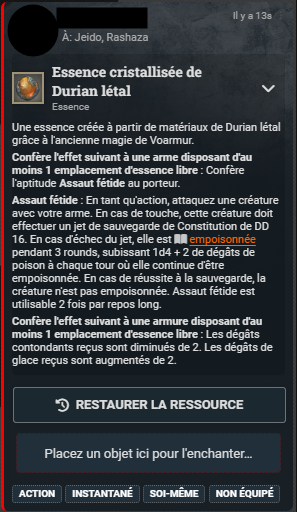 Il y a 13s
À: Jeido, Rashaza
Essence cristallisée de
Durian létal
Essence
Une essence créée à partir de matériaux de Durian létal
grâce à l'ancienne magie de Voarmur.
Confère l'effet suivant à une arme disposant d'au
moins 1 emplacement d'essence libre : Confère
l'aptitude Assaut fétide au porteur.
Assaut fétide : En tant qu'action, attaquez une créature
avec votre arme. En cas de touche, cette créature doit
effectuer un jet de sauvegarde de Constitution de DD
16. En cas d'échec du jet, elle est empoisonnée
pendant 3 rounds, subissant 1d4 + 2 de dégâts de
poison à chaque tour où elle continue d'être
empoisonnée. En cas de réussite à la sauvegarde, la
créature n'est pas empoisonnée. Assaut fétide est
utilisable 2 fois par repos long.
Confère l'effet suivant à une armure disposant d'au
moins 1 emplacement d'essence libre : Les dégâts
contondants reçus sont diminués de 2. Les dégâts de
glace reçus sont augmentés de 2.
RESTAURER LA RESSOURCE
Placez un objet ici pour l'enchanter...
ACTION INSTANTANÉ SOI-MÊME NON ÉQUIPÉ